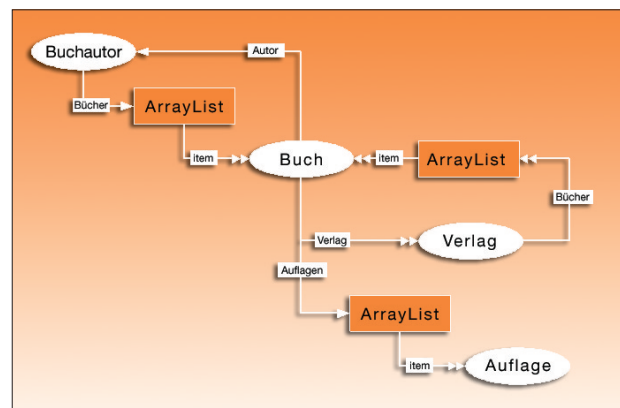 Buchautor
Autor
Bücher
ArrayList
item
Buch
item
ArrayList
Bücher
Verlag
Verlag
Auflagen
ArrayList
item
Auflage